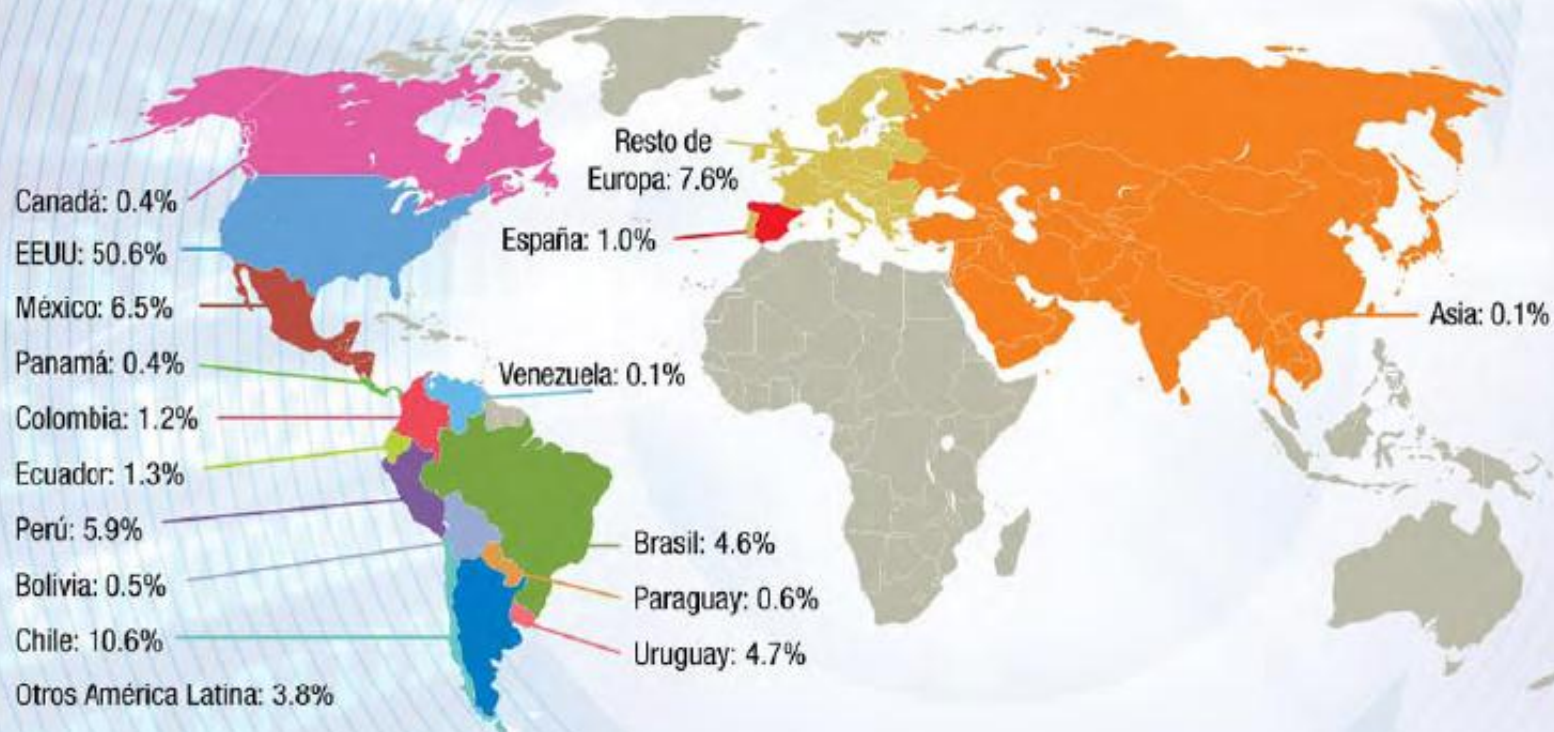 Canadá: 0.4%
EEUU: 50.6%
México: 6.5%
Panamá: 0.4%
Colombia: 1.2%
Ecuador: 1.3%
Perú: 5.9%
Bolivia: 0.5%
Chile: 10.6%
Otros América Latina: 3.8%
Resto de
Europa: 7.6%
España: 1.0%
Venezuela: 0.1%
Brasil: 4.6%
Paraguay: 0.6%
Uruguay: 4.7%
Asia: 0.1%